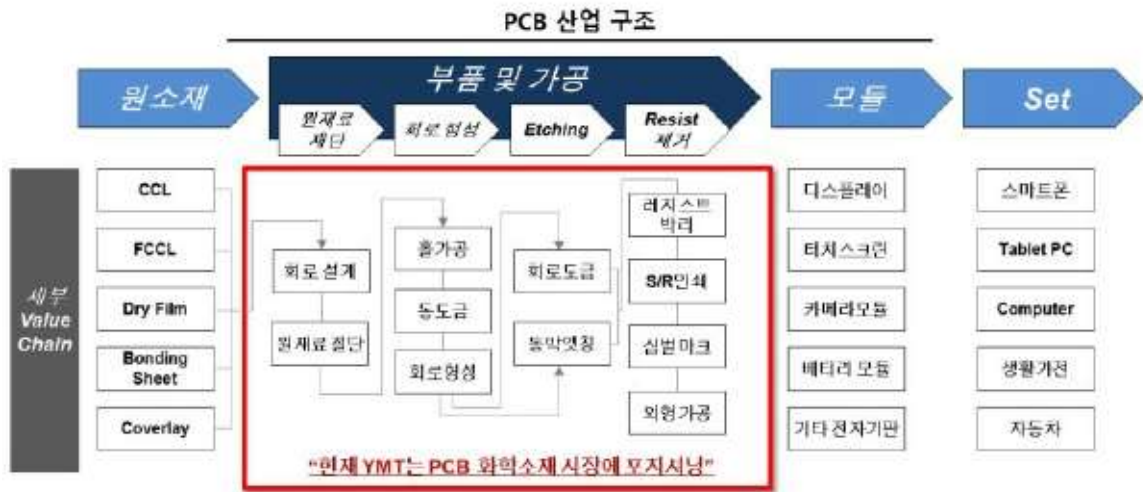 PCB 산업 구조
원소재
부품 및 가공
모듈
Set
원재료
재단
회로 형성
Etching
Resist
제거
세부
Value
Chain
CCL
FCCL
Dry Film
Bonding
Sheet
Coverlay
회로 설계
원재료 절단
홀가공
동도금
회로형성
회로도금
동박엣칭
레지스트
박리
S/R인쇄
심벌 마크
외형가공
디스플레이
터치스크린
카메라모듈
배터리 모듈
기타 전자기판
스마트폰
Tablet PC
Computer
생활가전
자동차
"현재 YMT는 PCB 화학소재 시장에 포지셔닝"